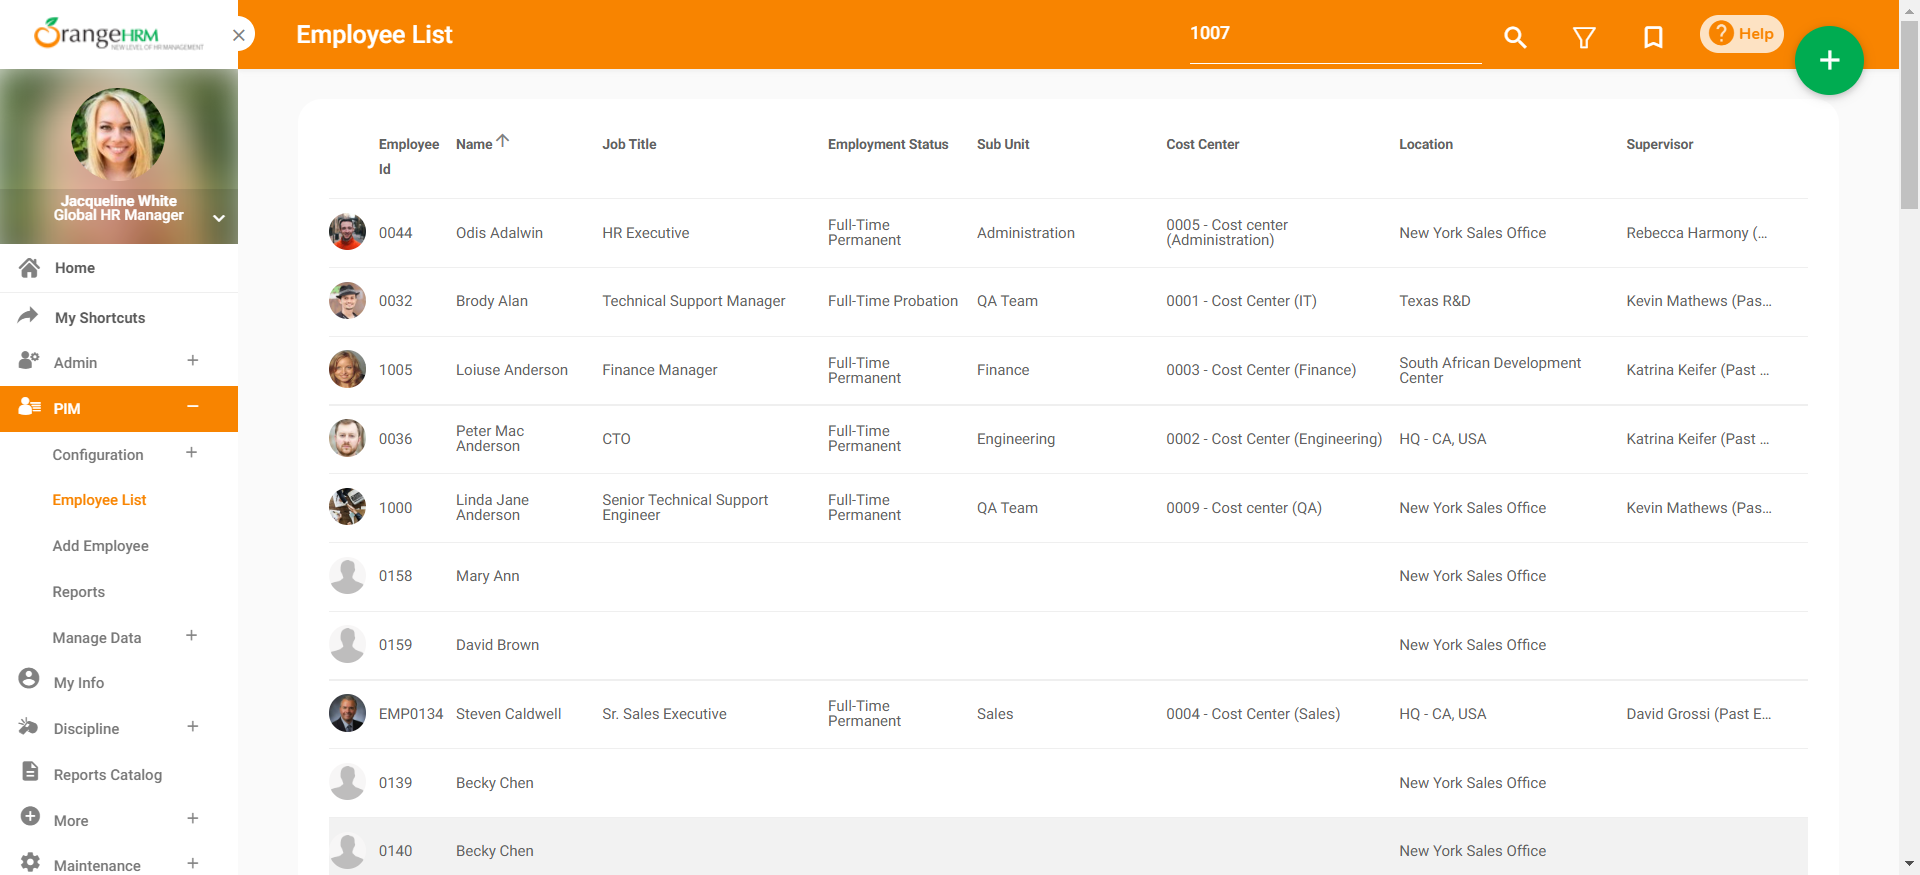 OrangeHRM
NEW LEVEL OF HR MANAGEMENT
Employee List
1007
Help
Jacqueline White
Global HR Manager
Home
My Shortcuts
Admin
PIM
Configuration
Employee List
Add Employee
Reports
Manage Data
My Info
Discipline
Reports Catalog
More
Maintenance
Employee Id Name Job Title Employment Status Sub Unit Cost Center Location Supervisor
0044 Odis Adalwin HR Executive Full-Time Permanent Administration 0005 - Cost center (Administration) New York Sales Office Rebecca Harmony (...
0032 Brody Alan Technical Support Manager Full-Time Probation QA Team 0001 - Cost Center (IT) Texas R&D Kevin Mathews (Pas...
1005 Loiuse Anderson Finance Manager Full-Time Permanent Finance 0003 - Cost Center (Finance) South African Development Center Katrina Keifer (Past ...
0036 Peter Mac Anderson CTO Full-Time Permanent Engineering 0002 - Cost Center (Engineering) HQ - CA, USA Katrina Keifer (Past ...
1000 Linda Jane Anderson Senior Technical Support Engineer Full-Time Permanent QA Team 0009 - Cost center (QA) New York Sales Office Kevin Mathews (Pas...
0158 Mary Ann New York Sales Office
0159 David Brown New York Sales Office
EMP0134 Steven Caldwell Sr. Sales Executive Full-Time Permanent Sales 0004 - Cost Center (Sales) HQ - CA, USA David Grossi (Past E...
0139 Becky Chen New York Sales Office
0140 Becky Chen New York Sales Office